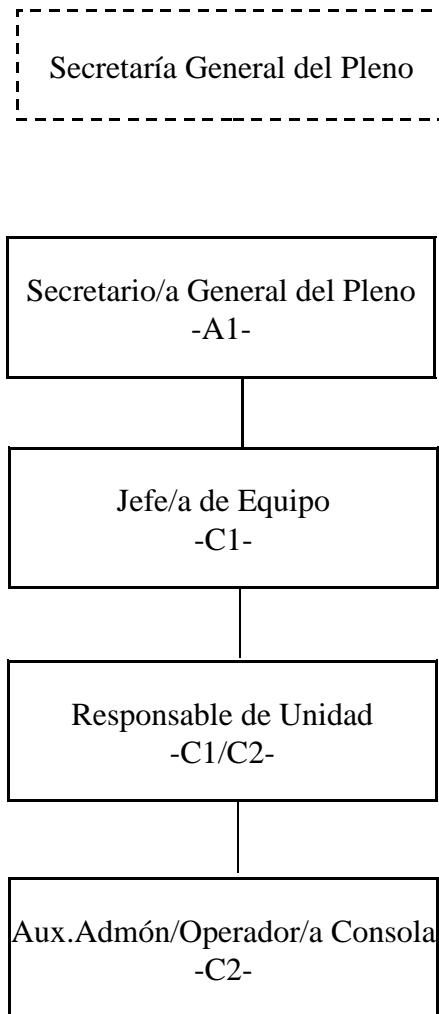 Secretaría General del Pleno
Secretario/a General del Pleno
-A1-
Jefe/a de Equipo
-C1-
Responsable de Unidad
-C1/C2-
Aux.Admón/Operador/a Consola
-C2-